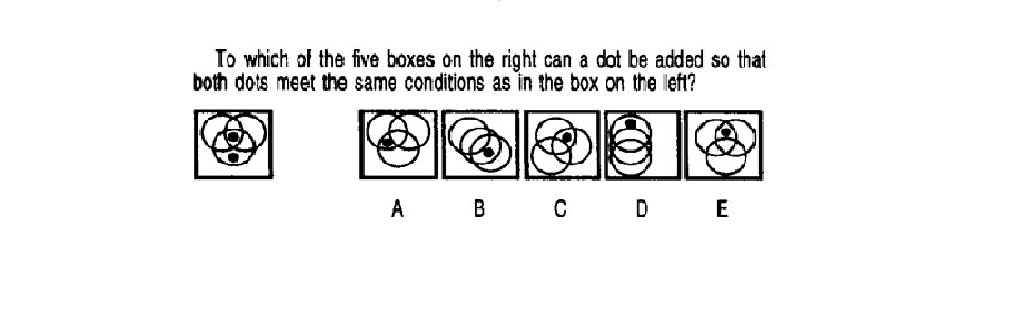 To which of the five boxes on the right can a dot be added so that
both dots meet the same conditions as in the box on the left?
A B C D E